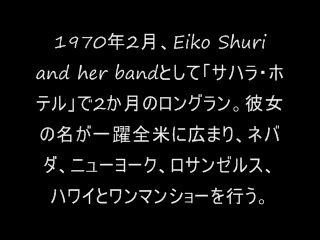 1970年2月、Eiko Shuri
and her bandとして「サハラ・ホ
テル」で2か月のロングラン。彼女
の名が一躍全米に広まり、ネバ
ダ、ニューヨーク、ロサンゼルス、
ハワイとワンマンショーを行う。